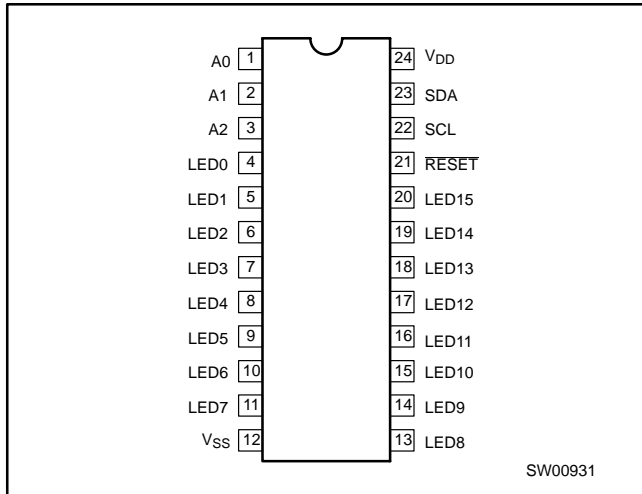 A0 1 24 VDD
A1 2 23 SDA
A2 3 22 SCL
LED0 4 21 RESET
LED1 5 20 LED15
LED2 6 19 LED14
LED3 7 18 LED13
LED4 8 17 LED12
LED5 9 16 LED11
LED6 10 15 LED10
LED7 11 14 LED9
VSS 12 13 LED8
SW00931